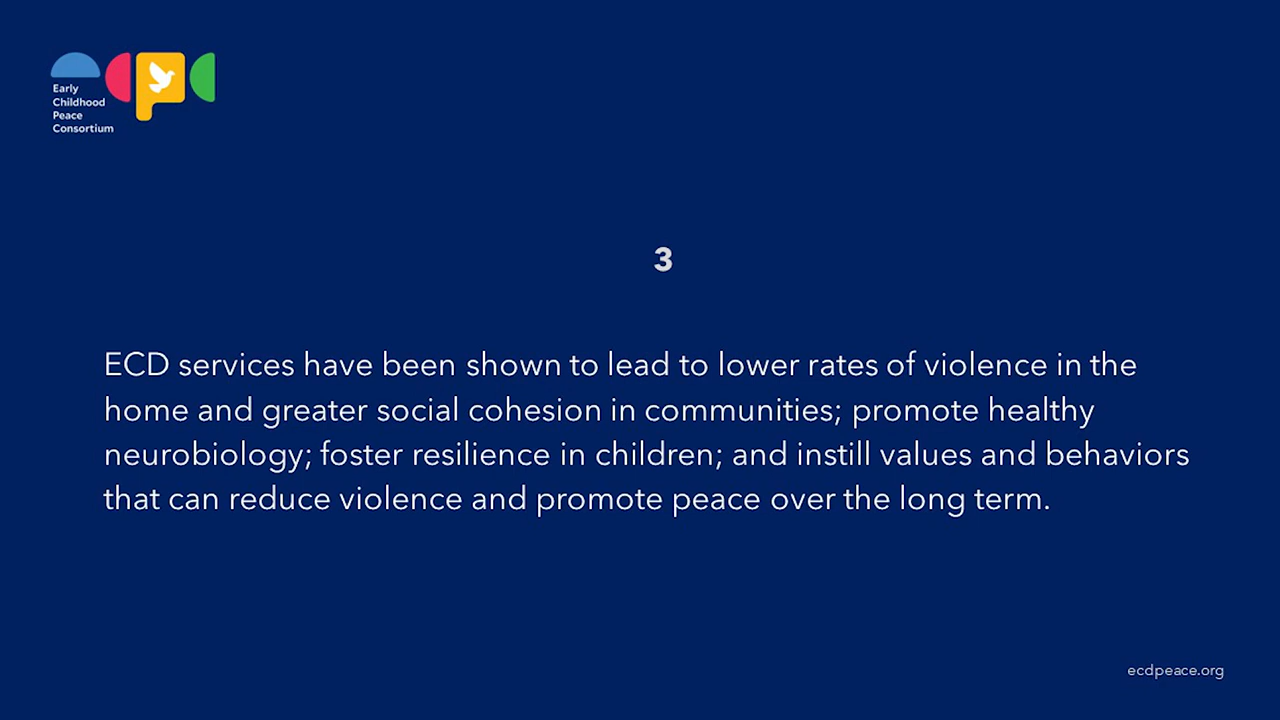 Early
Childhood
Peace
Consortium
3
ECD services have been shown to lead to lower rates of violence in the
home and greater social cohesion in communities; promote healthy
neurobiology; foster resilience in children; and instill values and behaviors
that can reduce violence and promote peace over the long term.
ecdpeace.org